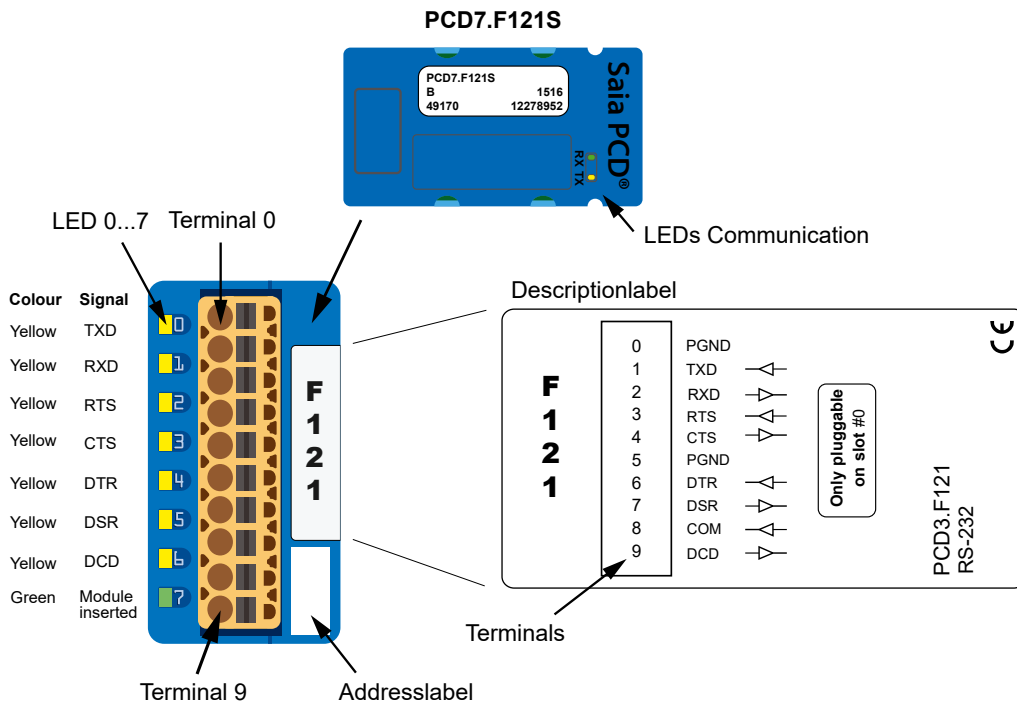 PCD7.F121S
PCD7.F121S
B 1516
49170 12278952
Saia PCD®
RX TX
LEDs Communication
LED 0...7 Terminal 0
Colour Signal
Yellow TXD
Yellow RXD
Yellow RTS
Yellow CTS
Yellow DTR
Yellow DSR
Yellow DCD
Green Module inserted
0
1
2
3
4
5
6
7
F
1
2
1
Terminal 9
Addresslabel
Descriptionlabel
F
1
2
1
0 PGND
1 TXD
2 RXD
3 RTS
4 CTS
5 PGND
6 DTR
7 DSR
8 COM
9 DCD
Only pluggable
on slot #0
CE
PCD3.F121
RS-232
Terminals